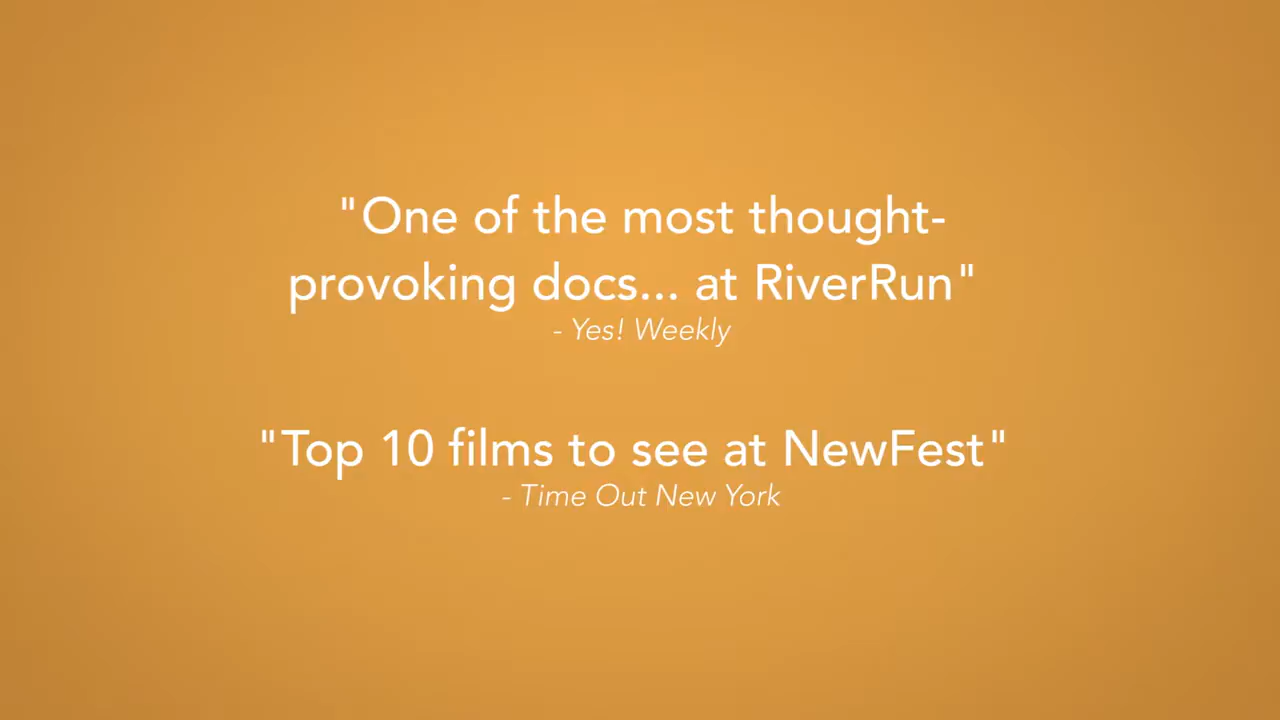 "One of the most thought-
provoking docs... at RiverRun"
- Yes! Weekly
"Top 10 films to see at NewFest"
- Time Out New York